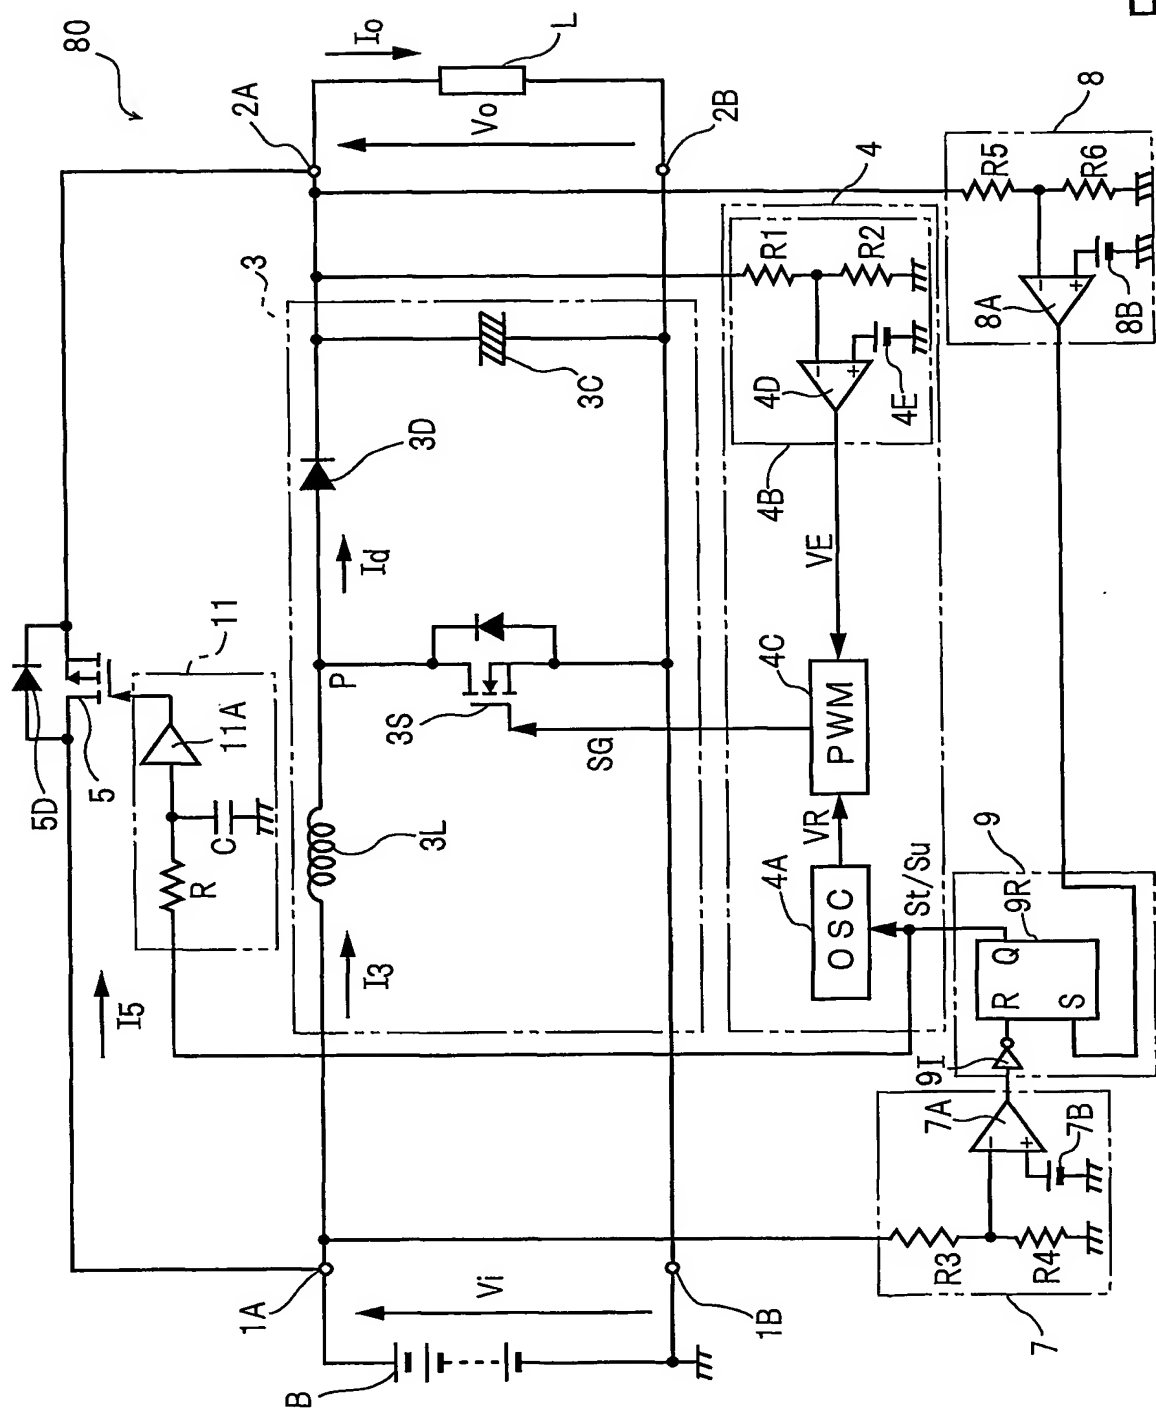 80
Io
L
2A
Vo
2B
8
4
R5
R6
3
R1
R2
8A
8B
3C
4D
4E
3D
4B
Id
VE
11
P
4C
3S
PWM
11A
SG
5
5D
C
3L
VR
9
R
4A
St/Su
9R
OSC
Q
I3
R
S
I5
9I
7A
7B
R3
R4
1A
Vi
1B
7
B
-
+
-
+
-
+